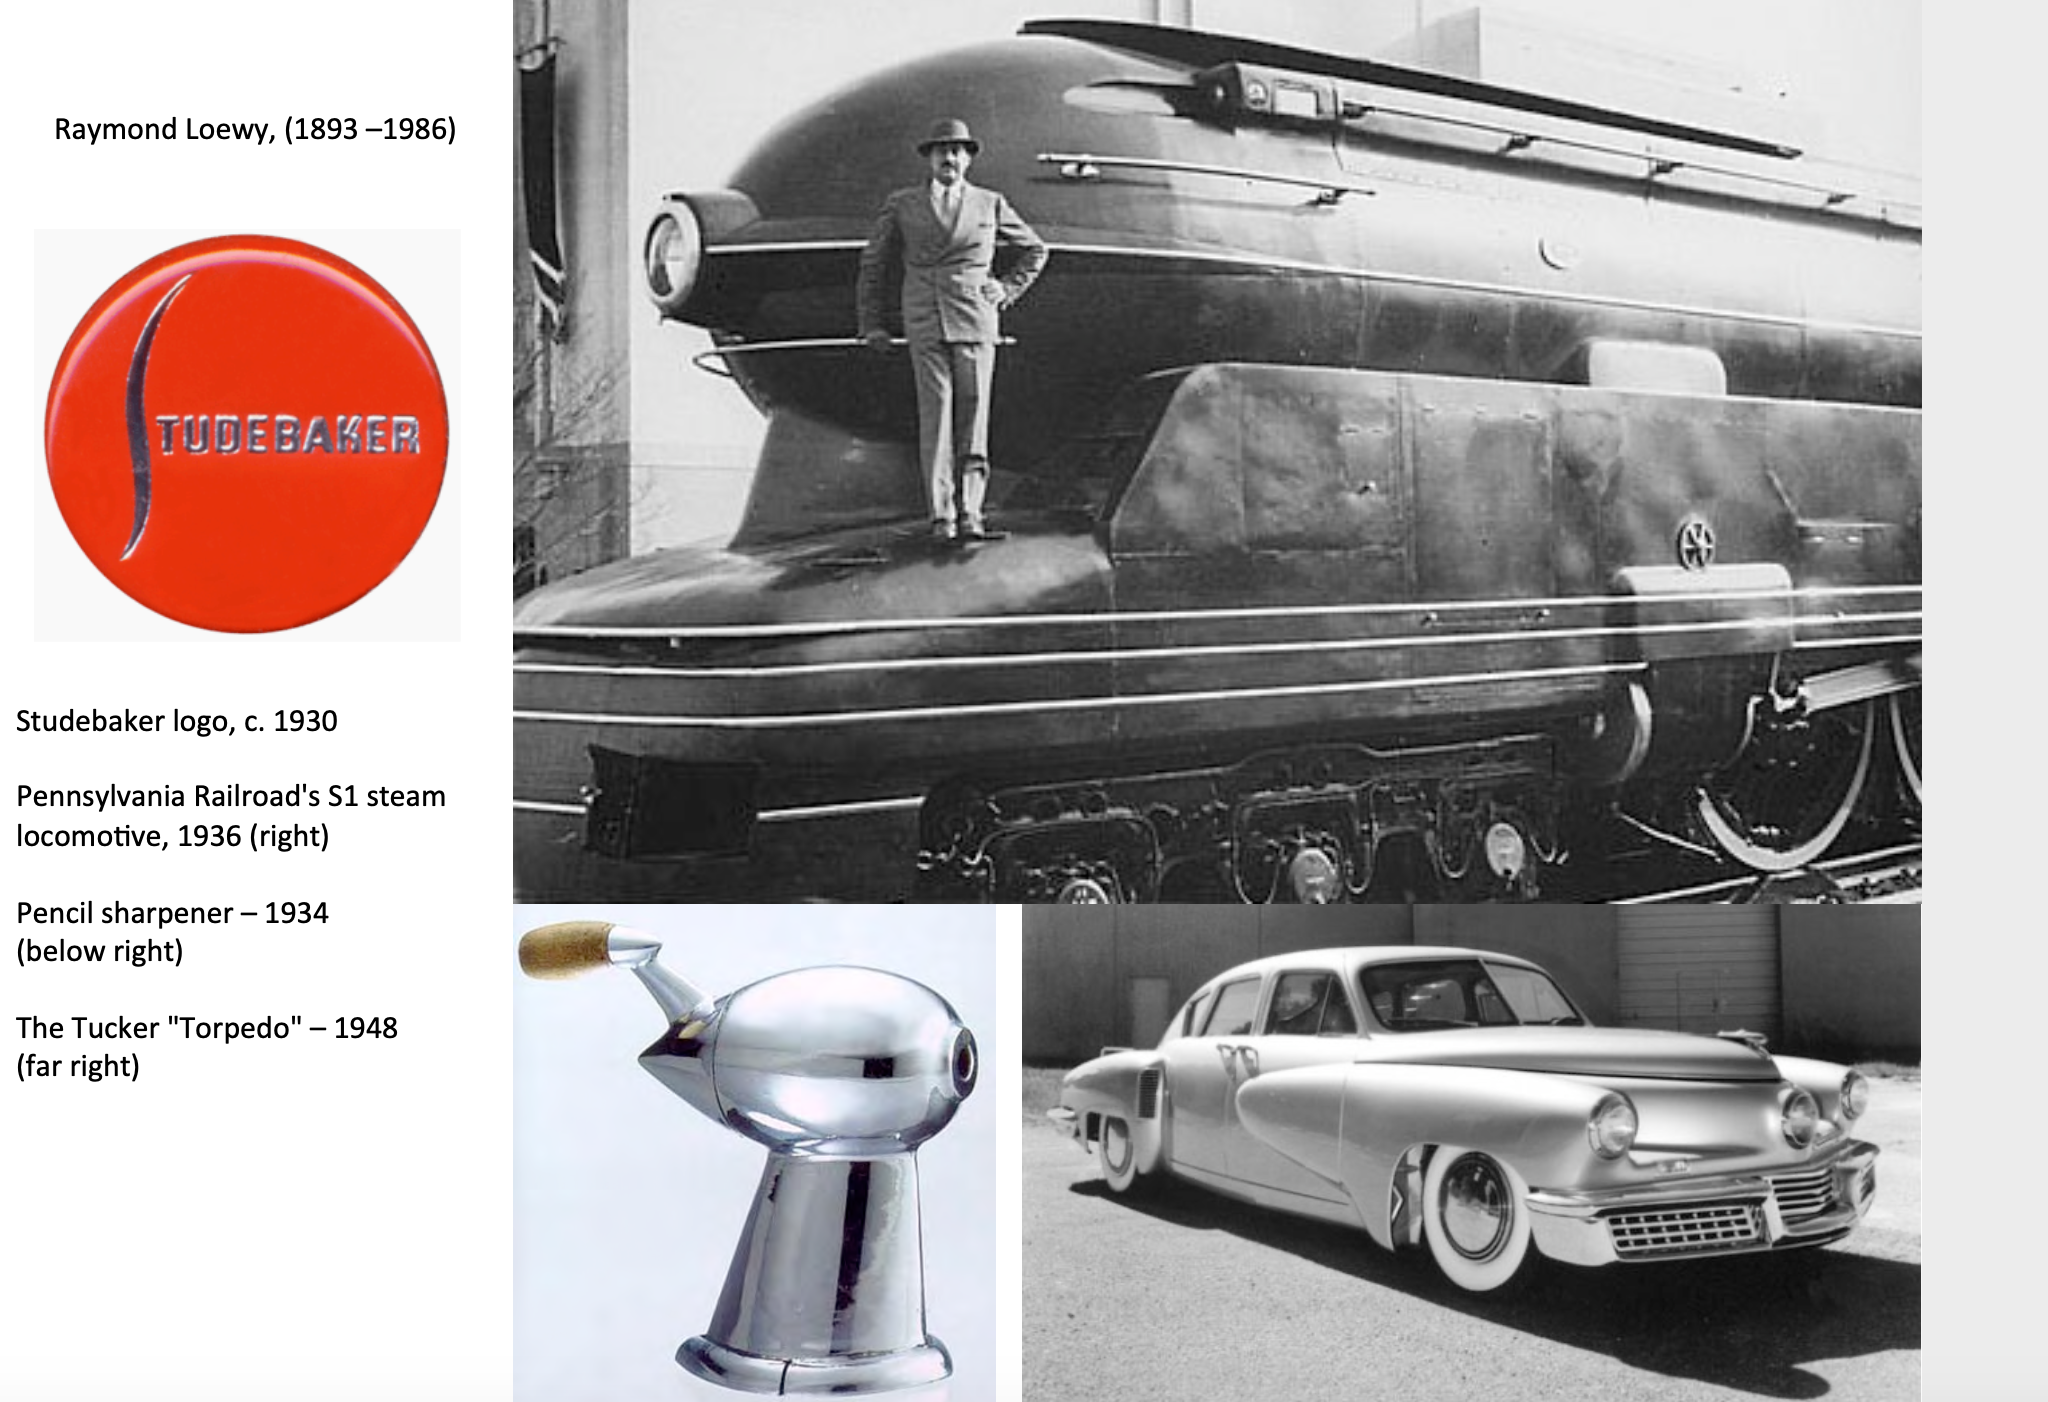 Raymond Loewy, (1893 –1986)
STUDEBAKER
Studebaker logo, c. 1930
Pennsylvania Railroad's S1 steam
locomotive, 1936 (right)
Pencil sharpener – 1934
(below right)
The Tucker "Torpedo" – 1948
(far right)